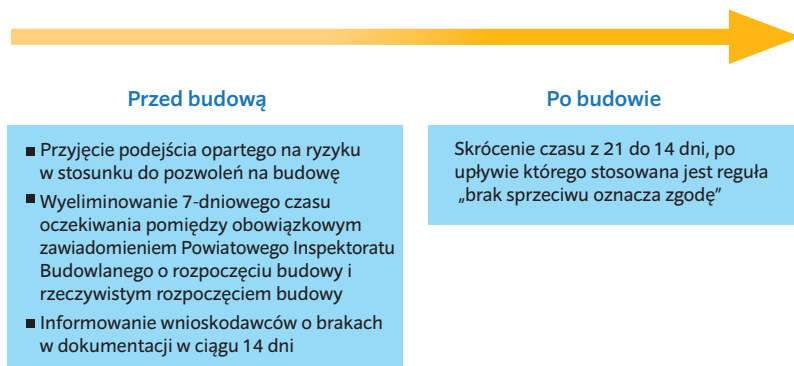 Przed budową
■ Przyjęcie podejścia opartego na ryzyku
w stosunku do pozwoleń na budowę
■ Wyeliminowanie 7-dniowego czasu
oczekiwania pomiędzy obowiązkowym
zawiadomieniem Powiatowego Inspektoratu
Budowlanego o rozpoczęciu budowy i
rzeczywistym rozpoczęciem budowy
■ Informowanie wnioskodawców o brakach
w dokumentacji w ciągu 14 dni
Po budowie
Skrócenie czasu z 21 do 14 dni, po
upływie którego stosowana jest reguła
„brak sprzeciwu oznacza zgodę”